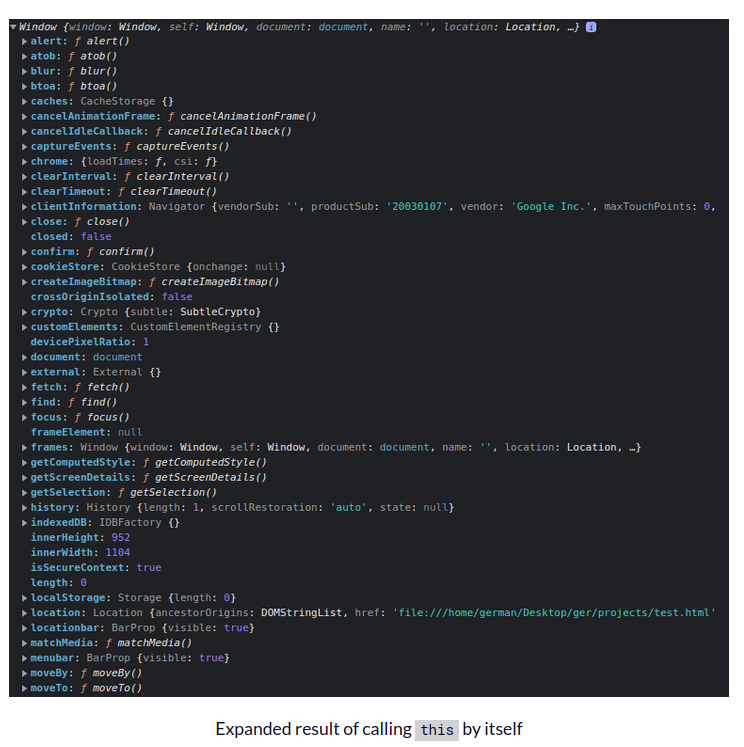 ▼Window {window: Window, self: Window, document: document, name: '', location: Location, …} i
▶ alert: ƒ alert()
▶ atob: ƒ atob()
▶ blur: ƒ blur()
▶ btoa: ƒ btoa()
▶ caches: CacheStorage {}
▶ cancelAnimationFrame: ƒ cancelAnimationFrame()
▶ cancelIdleCallback: ƒ cancelIdleCallback()
▶ captureEvents: ƒ captureEvents()
▶ chrome: {loadTimes: ƒ, csi: ƒ}
▶ clearInterval: ƒ clearInterval()
▶ clearTimeout: ƒ clearTimeout()
▶ clientInformation: Navigator {vendorSub: '', productSub: '20030107', vendor: 'Google Inc.', maxTouchPoints: 0,
▶ close: ƒ close()
closed: false
▶ confirm: ƒ confirm()
▶ cookieStore: CookieStore {onchange: null}
▶ createImageBitmap: ƒ createImageBitmap()
crossOriginIsolated: false
▶ crypto: Crypto {subtle: SubtleCrypto}
▶ customElements: CustomElementRegistry {}
devicePixelRatio: 1
▶ document: document
▶ external: External {}
▶ fetch: ƒ fetch()
▶ find: ƒ find()
▶ focus: ƒ focus()
frameElement: null
▶ frames: Window {window: Window, self: Window, document: document, name: '', location: Location, …}
▶ getComputedStyle: ƒ getComputedStyle()
▶ getScreenDetails: ƒ getScreenDetails()
▶ getSelection: ƒ getSelection()
▶ history: History {length: 1, scrollRestoration: 'auto', state: null}
▶ indexedDB: IDBFactory {}
innerHeight: 952
innerWidth: 1104
isSecureContext: true
length: 0
▶ localStorage: Storage {length: 0}
▶ location: Location {ancestorOrigins: DOMStringList, href: 'file:///home/german/Desktop/ger/projects/test.html'
▶ locationbar: BarProp {visible: true}
▶ matchMedia: ƒ matchMedia()
▶ menubar: BarProp {visible: true}
▶ moveBy: ƒ moveBy()
▶ moveTo: ƒ moveTo()
Expanded result of calling this by itself